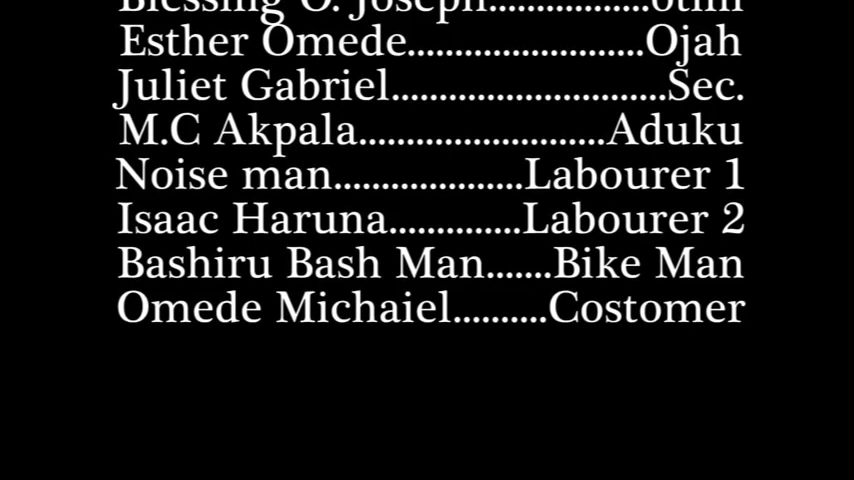 Blessing O. Joseph
Esther Omede........................Ojah
Juliet Gabriel............................Sec.
M.C Akpala.........................Aduku
Noise man...................Labourer 1
Isaac Haruna..............Labourer 2
Bashiru Bash Man.......Bike Man
Omede Michaiel..........Costomer